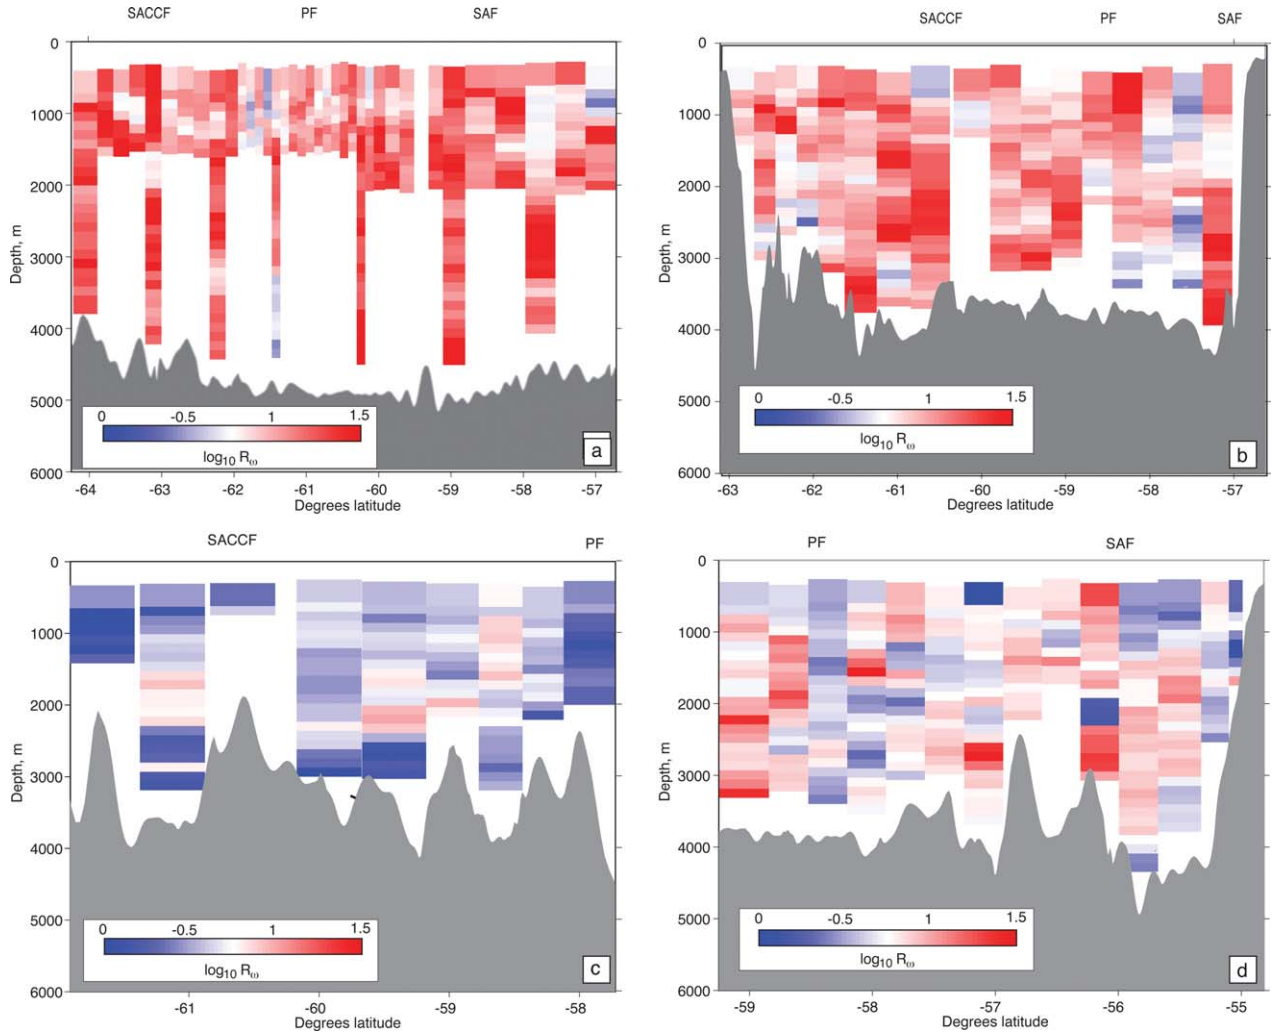 SACCF PF SAF
0
1000
2000
3000
4000
5000
6000
Depth, m
0 -0.5 1 1.5
log10 Rω
a
-64 -63 -62 -61 -60 -59 -58 -57
Degrees latitude
SACCF PF SAF
0
1000
2000
3000
4000
5000
6000
Depth, m
0 -0.5 1 1.5
log10 Rω
b
-63 -62 -61 -60 -59 -58 -57
Degrees latitude
SACCF PF
0
1000
2000
3000
4000
5000
6000
Depth, m
0 -0.5 1 1.5
log10 Rω
c
-61 -60 -59 -58
Degrees latitude
PF SAF
0
1000
2000
3000
4000
5000
6000
Depth, m
0 -0.5 1 1.5
log10 Rω
d
-59 -58 -57 -56 -55
Degrees latitude